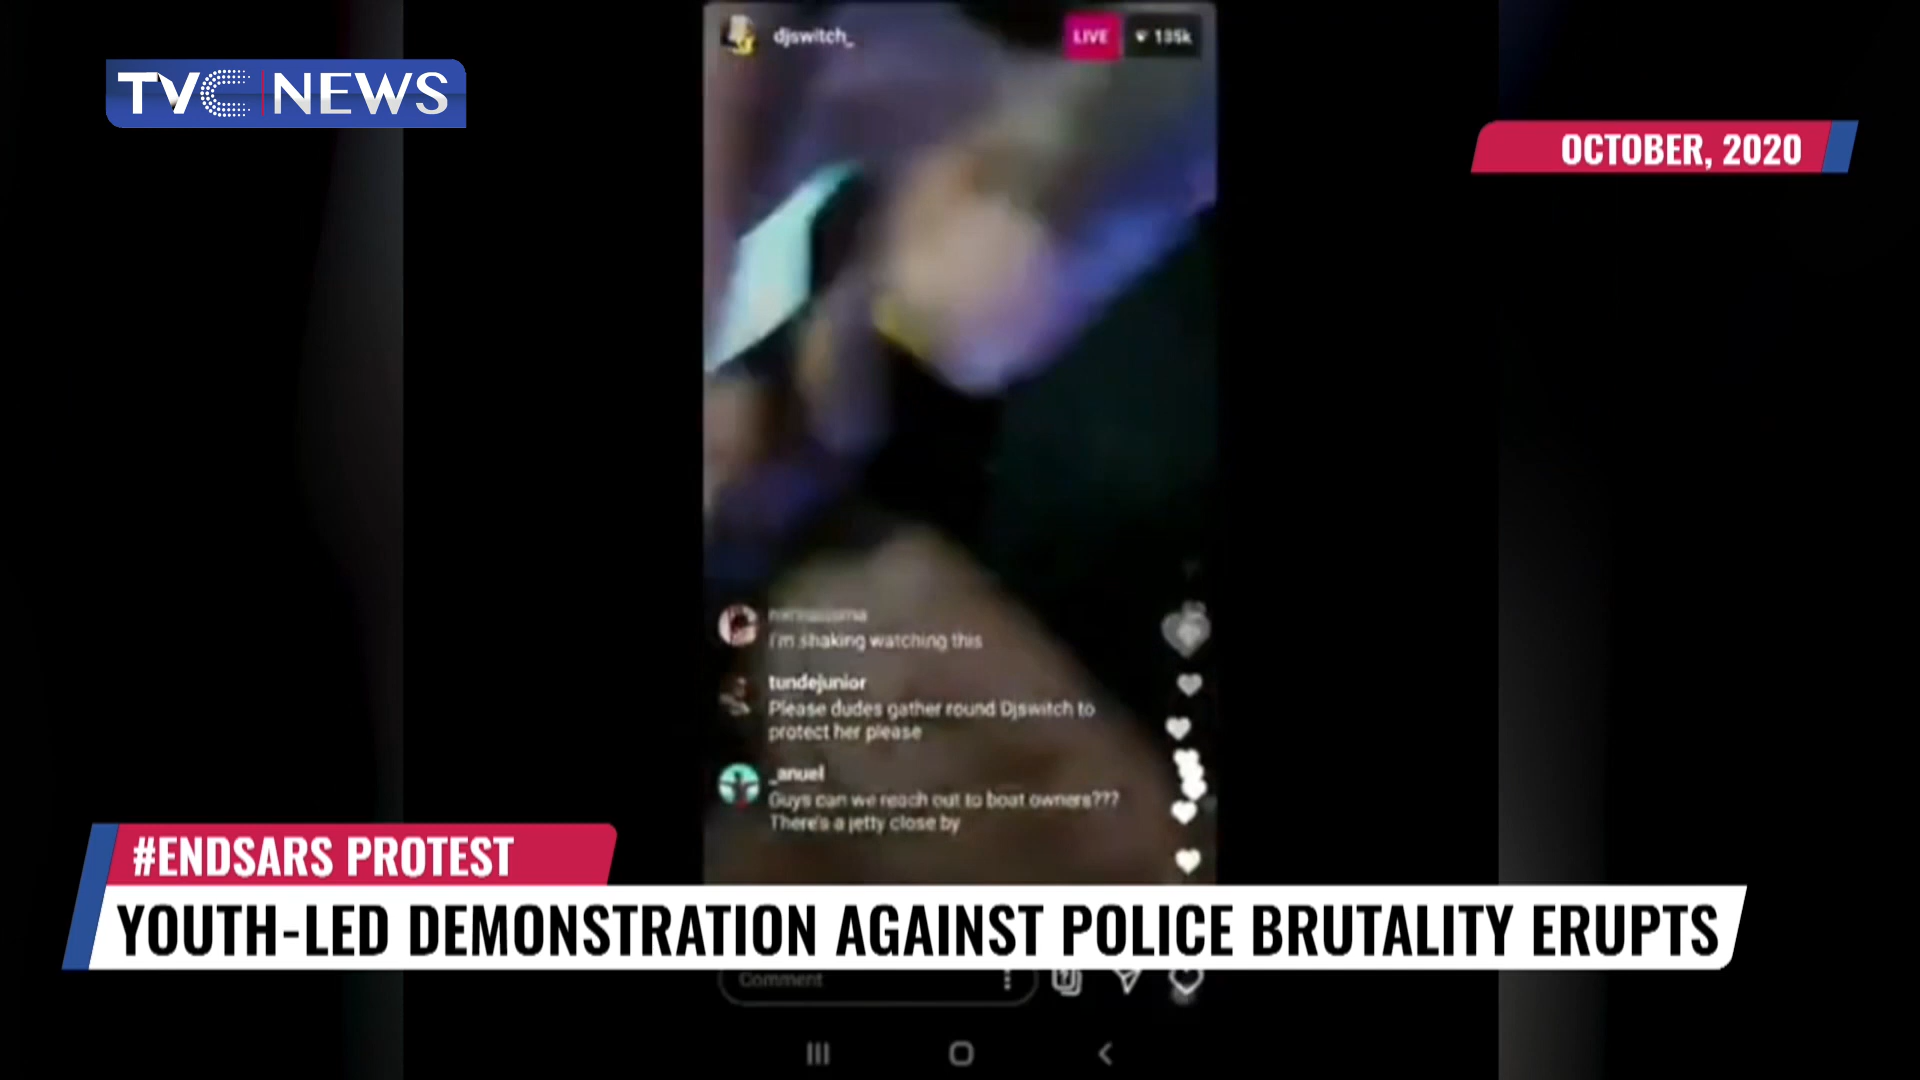 djswitch_
LIVE
135k
TVC NEWS
OCTOBER, 2020
I'm shaking watching this
tundejunior
Please dudes gather round Djswitch to
protect her please
_anuel
Guys can we reach out to boat owners???
There's a jetty close by
#ENDSARS PROTEST
YOUTH-LED DEMONSTRATION AGAINST POLICE BRUTALITY ERUPTS
Comment